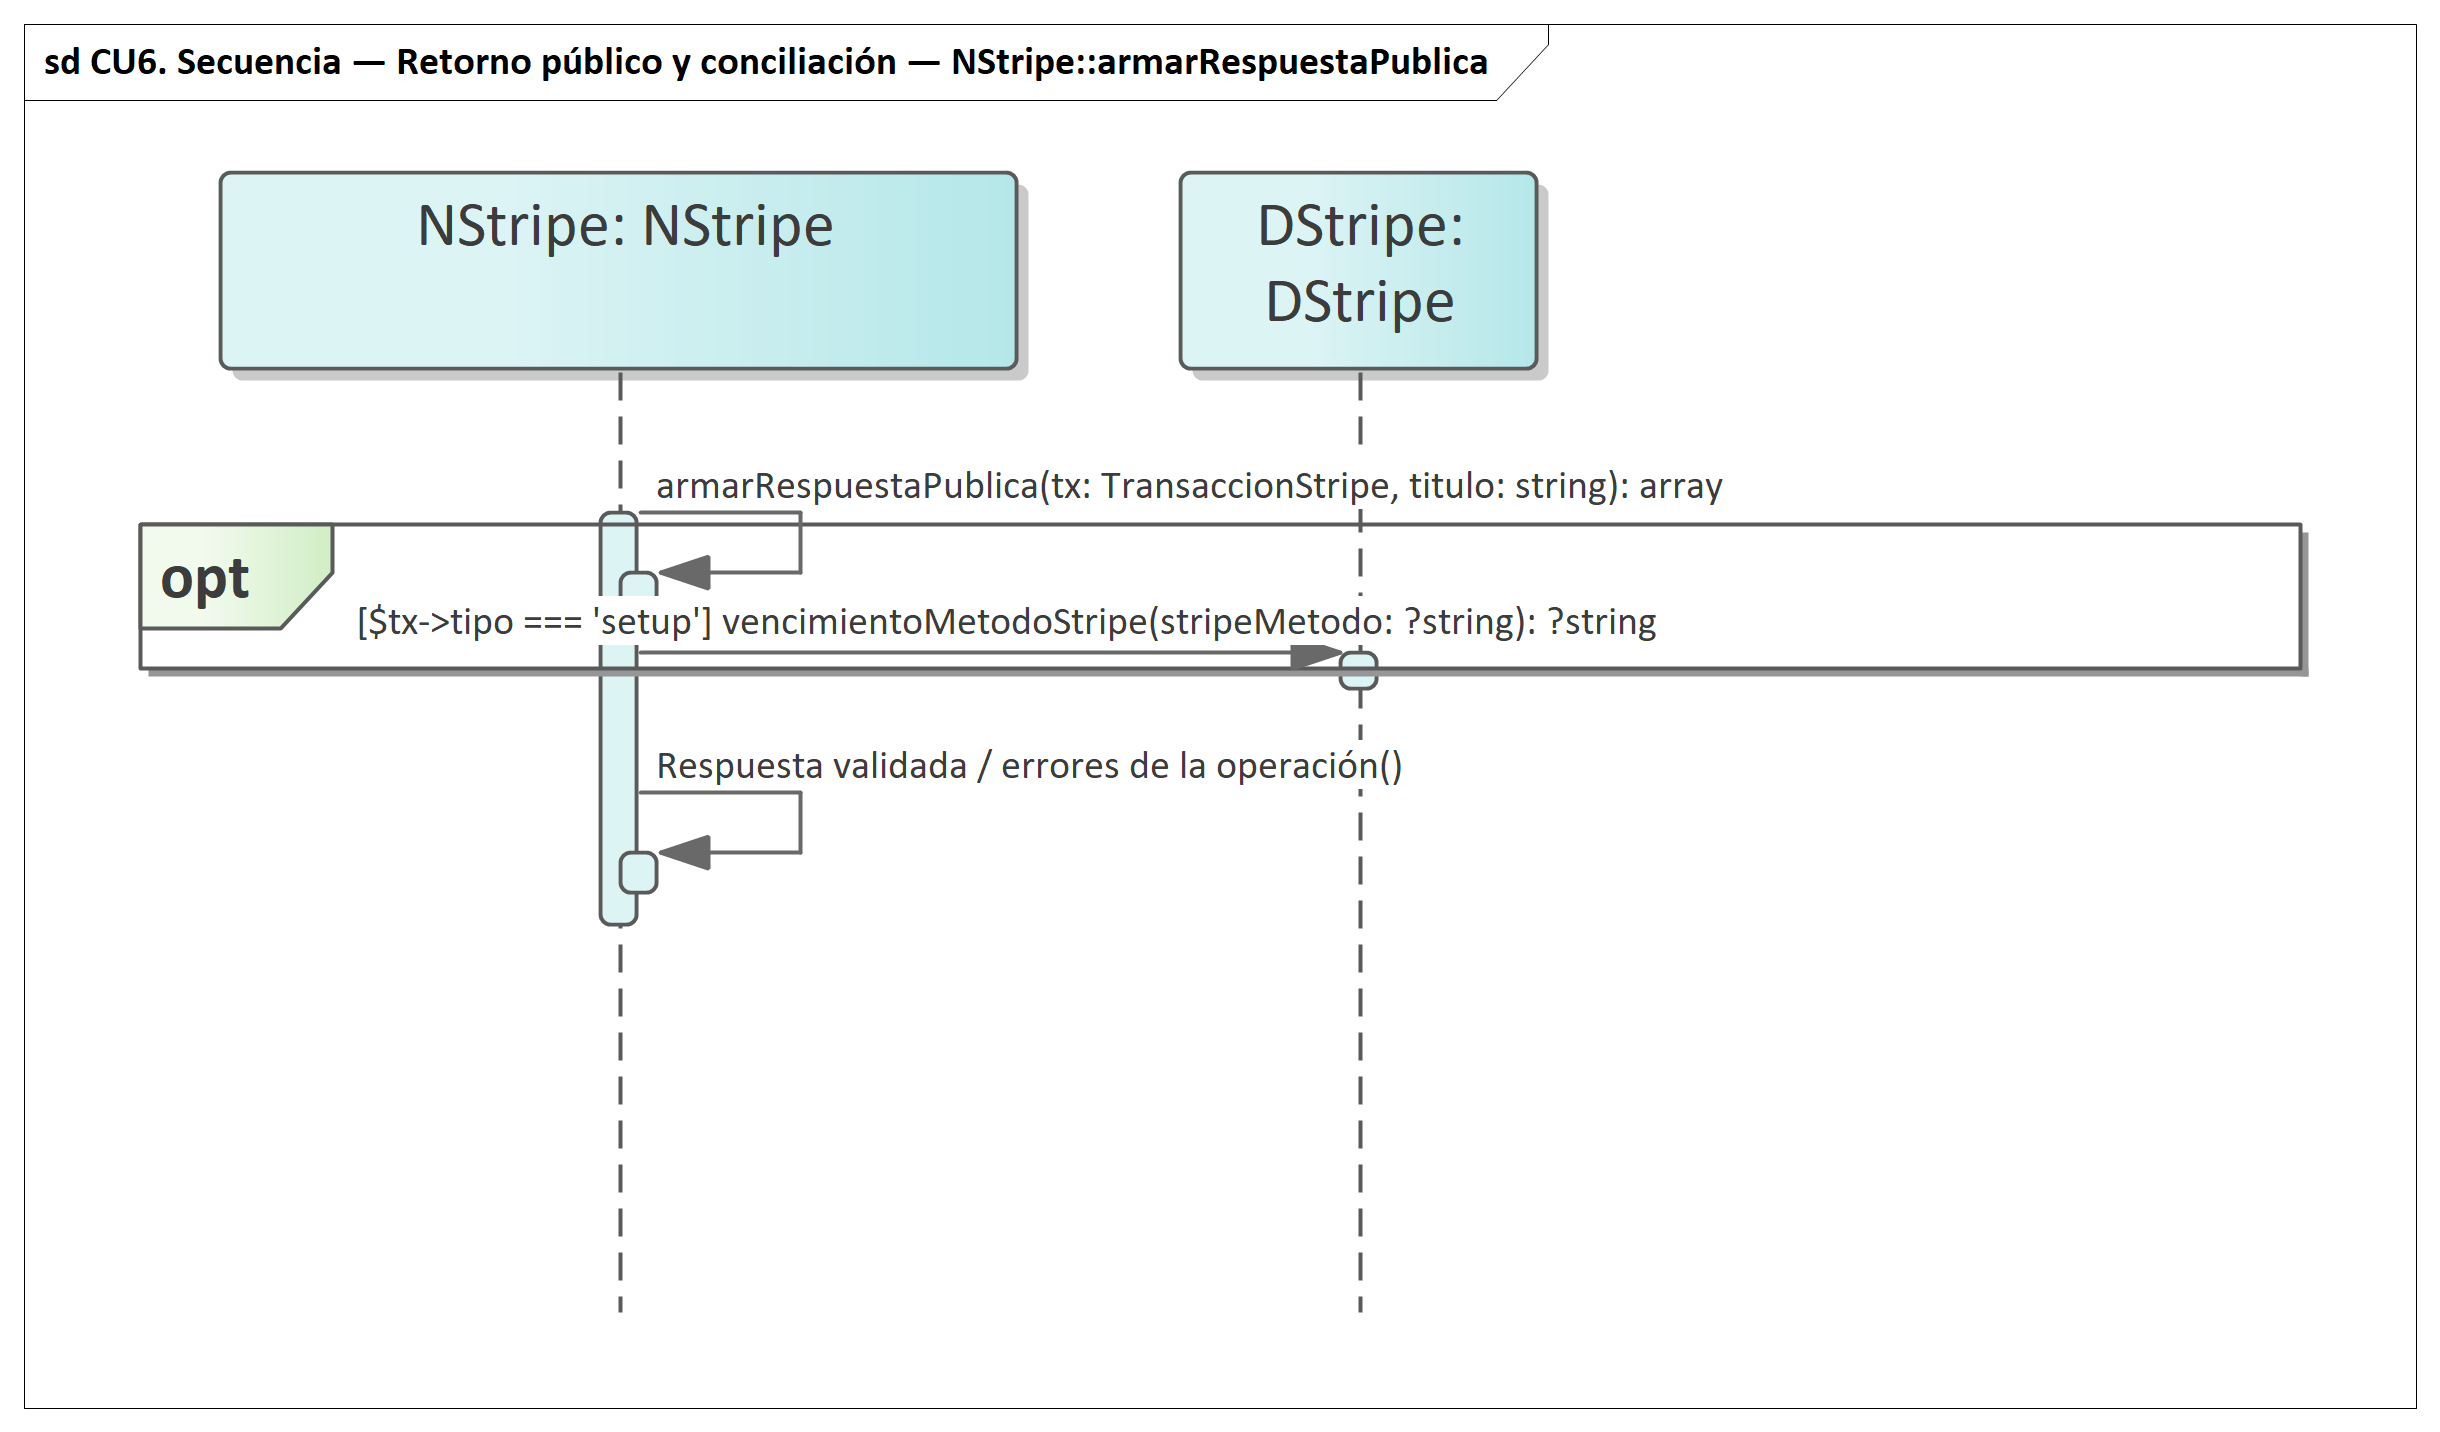 sd CU6. Secuencia — Retorno público y conciliación — NStripe::armarRespuestaPublica
NStripe: NStripe
DStripe:
DStripe
armarRespuestaPublica(tx: TransaccionStripe, titulo: string): array
opt
[$tx->tipo === 'setup'] vencimientoMetodoStripe(stripeMetodo: ?string): ?string
Respuesta validada / errores de la operación()